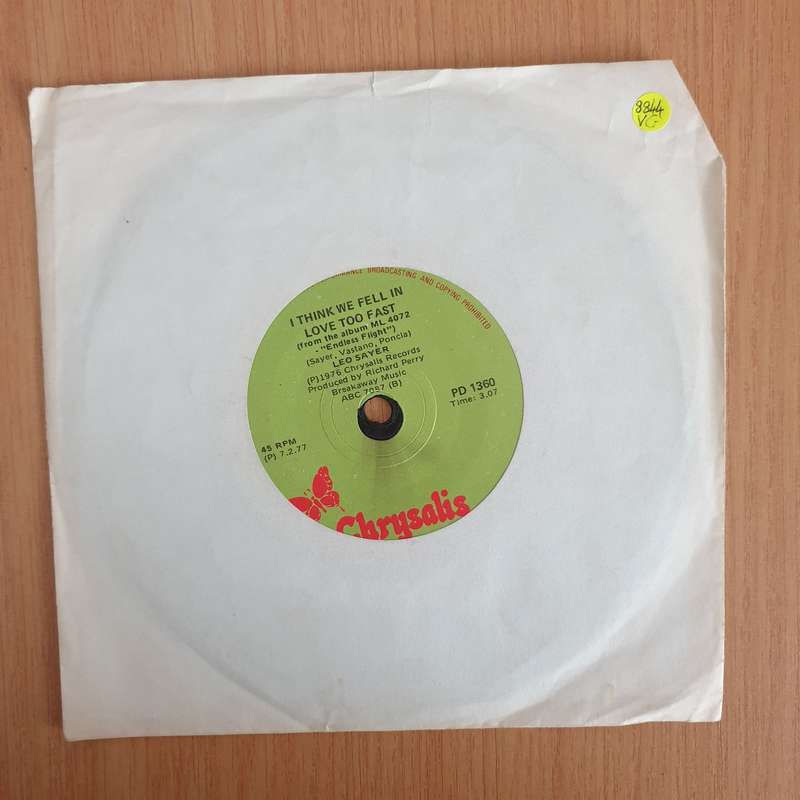 8844
VG
BROADCASTING AND COPYING PROHIBITED
I THINK WE FELL IN
LOVE TOO FAST
(from the album ML 4072
- "Endless Flight")
(Sayer, Vastano, Poncia)
LEO SAYER
(P)1976 Chrysalis Records
Produced by Richard Perry
Breakaway Music
ABC 7097 (B)
PD 1360
Time: 3.07
45 RPM
(P) 7.2.77
Chrysalis